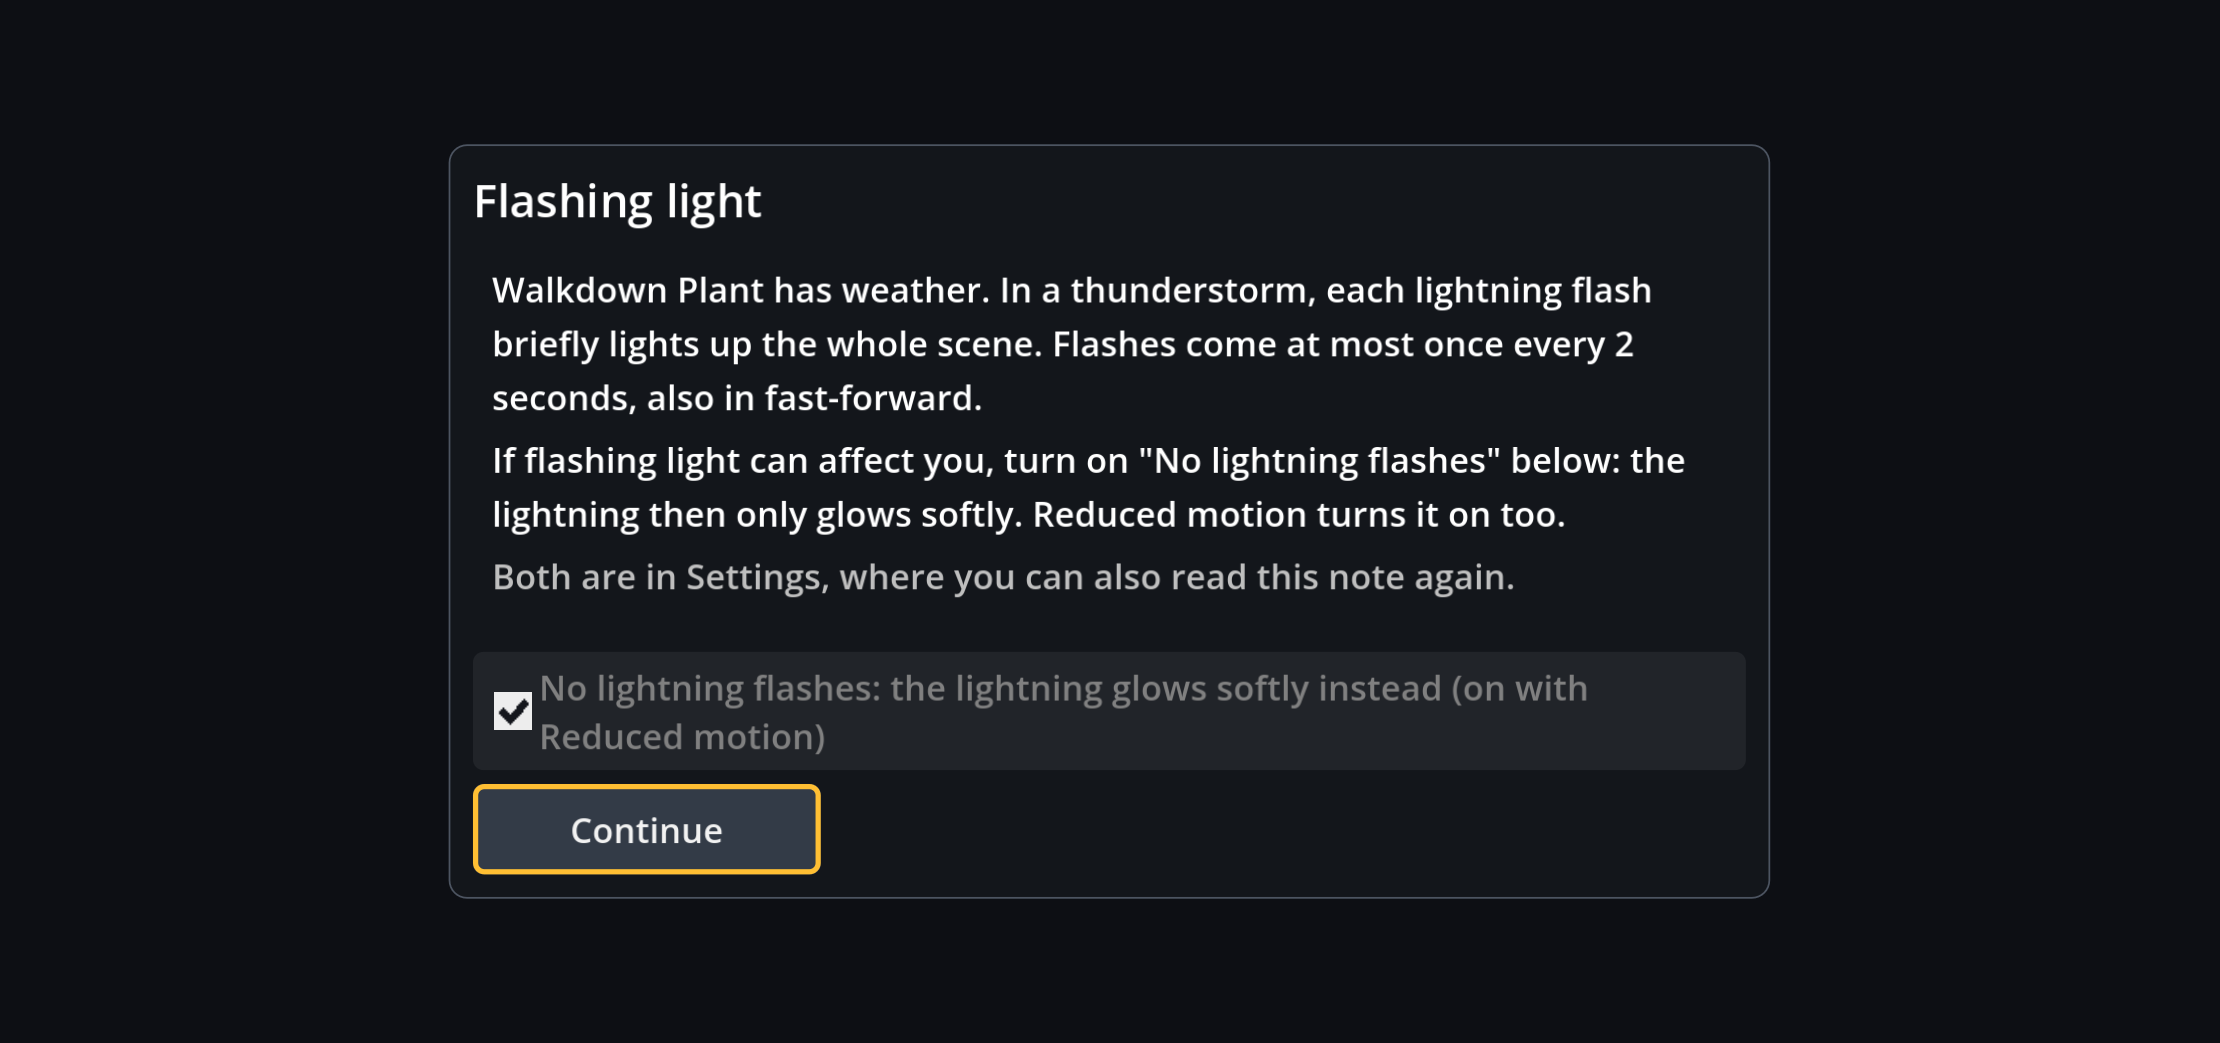 Flashing light
Walkdown Plant has weather. In a thunderstorm, each lightning flash
briefly lights up the whole scene. Flashes come at most once every 2
seconds, also in fast-forward.
If flashing light can affect you, turn on "No lightning flashes" below: the
lightning then only glows softly. Reduced motion turns it on too.
Both are in Settings, where you can also read this note again.
No lightning flashes: the lightning glows softly instead (on with
Reduced motion)
Continue